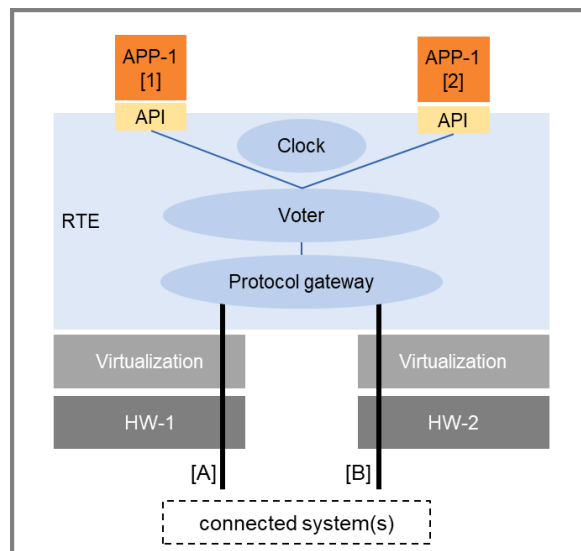 APP-1
[1]
APP-1
[2]
API
API
Clock
Voter
RTE
Protocol gateway
Virtualization
Virtualization
HW-1
HW-2
[A]
[B]
connected system(s)